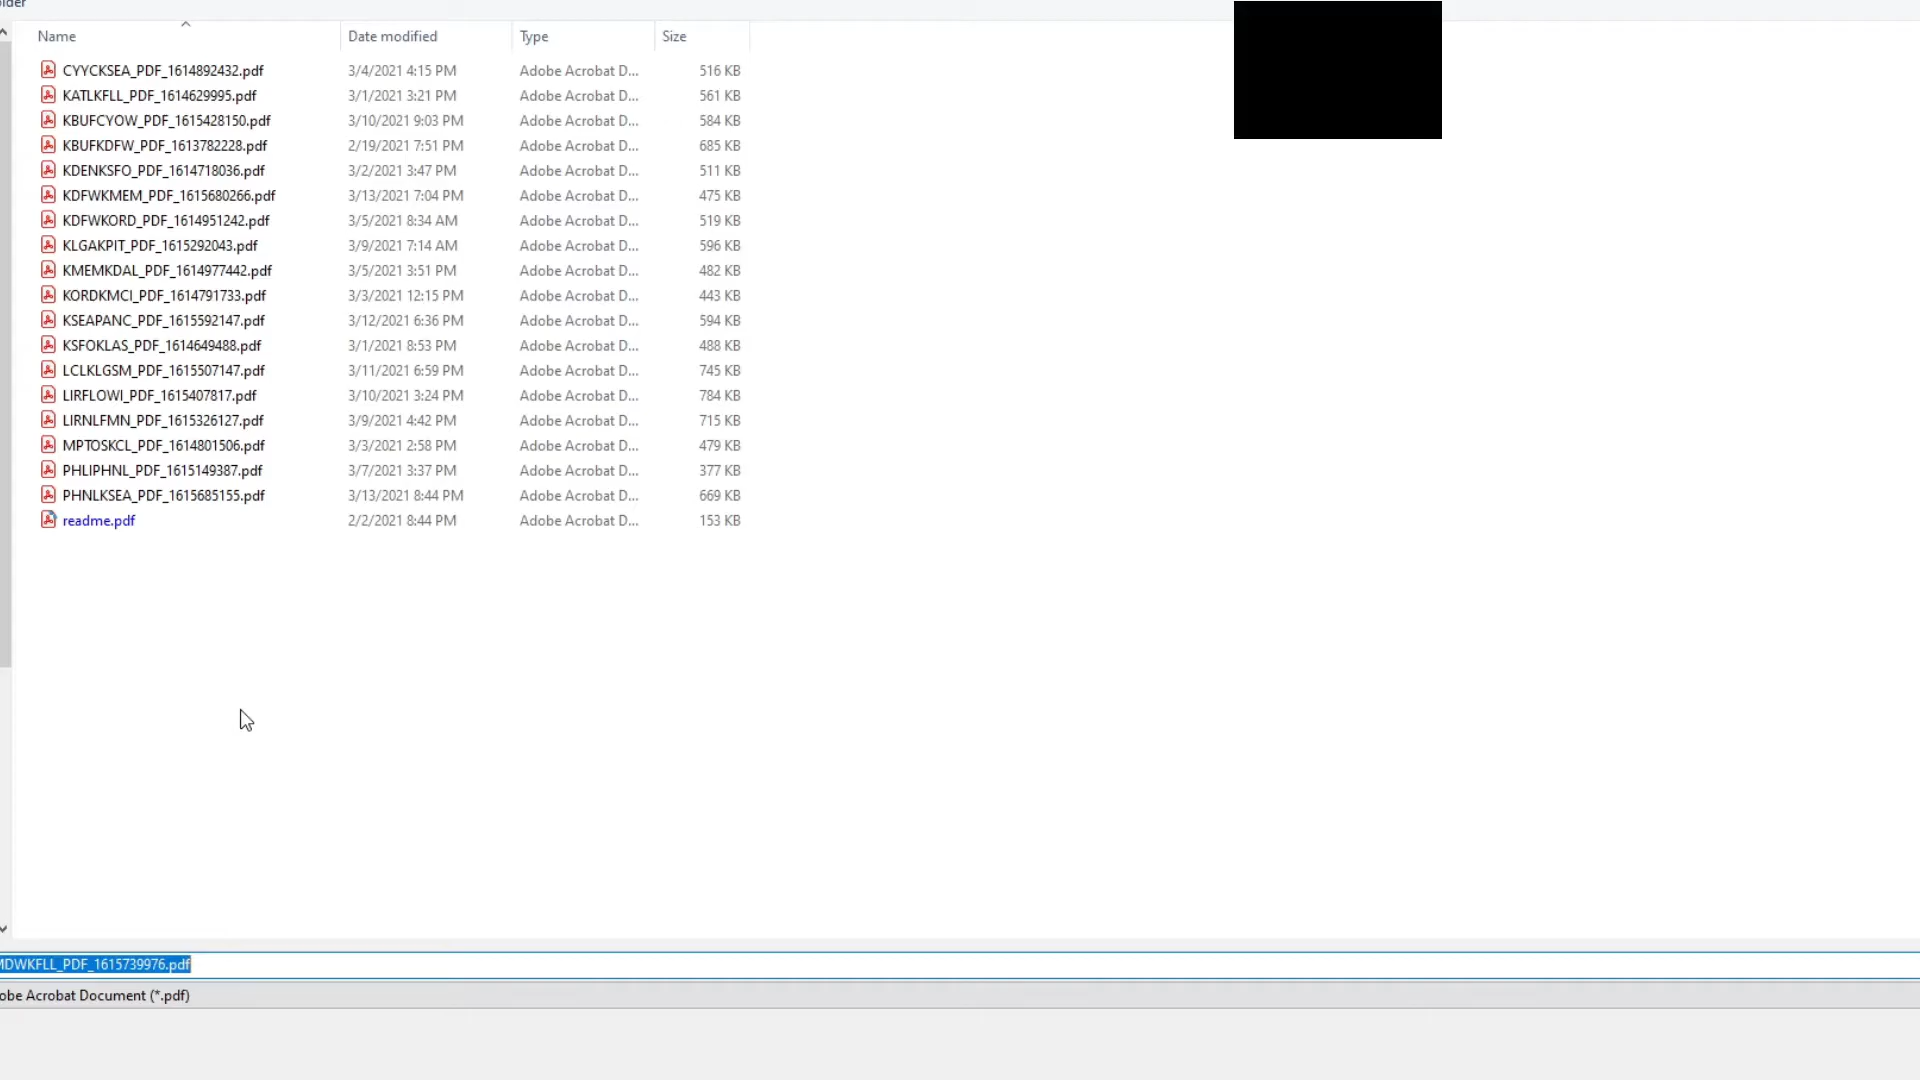 older
Name Date modified Type Size
CYYCKSEA_PDF_1614892432.pdf 3/4/2021 4:15 PM Adobe Acrobat D... 516 KB
KATLKFLL_PDF_1614629995.pdf 3/1/2021 3:21 PM Adobe Acrobat D... 561 KB
KBUFCYOW_PDF_1615428150.pdf 3/10/2021 9:03 PM Adobe Acrobat D... 584 KB
KBUFKDFW_PDF_1613782228.pdf 2/19/2021 7:51 PM Adobe Acrobat D... 685 KB
KDENKSFO_PDF_1614718036.pdf 3/2/2021 3:47 PM Adobe Acrobat D... 511 KB
KDFWKMEM_PDF_1615680266.pdf 3/13/2021 7:04 PM Adobe Acrobat D... 475 KB
KDFWKORD_PDF_1614951242.pdf 3/5/2021 8:34 AM Adobe Acrobat D... 519 KB
KLGAKPIT_PDF_1615292043.pdf 3/9/2021 7:14 AM Adobe Acrobat D... 596 KB
KMEMKDAL_PDF_1614977442.pdf 3/5/2021 3:51 PM Adobe Acrobat D... 482 KB
KORDKMCI_PDF_1614791733.pdf 3/3/2021 12:15 PM Adobe Acrobat D... 443 KB
KSEAPANC_PDF_1615592147.pdf 3/12/2021 6:36 PM Adobe Acrobat D... 594 KB
KSFOKLAS_PDF_1614649488.pdf 3/1/2021 8:53 PM Adobe Acrobat D... 488 KB
LCLKLGSM_PDF_1615507147.pdf 3/11/2021 6:59 PM Adobe Acrobat D... 745 KB
LIRFLOWI_PDF_1615407817.pdf 3/10/2021 3:24 PM Adobe Acrobat D... 784 KB
LIRNLFMN_PDF_1615326127.pdf 3/9/2021 4:42 PM Adobe Acrobat D... 715 KB
MPTOSKCL_PDF_1614801506.pdf 3/3/2021 2:58 PM Adobe Acrobat D... 479 KB
PHLIPHNL_PDF_1615149387.pdf 3/7/2021 3:37 PM Adobe Acrobat D... 377 KB
PHNLKSEA_PDF_1615685155.pdf 3/13/2021 8:44 PM Adobe Acrobat D... 669 KB
readme.pdf 2/2/2021 8:44 PM Adobe Acrobat D... 153 KB
MDWKFLL_PDF_1615739976.pdf
obe Acrobat Document (*.pdf)